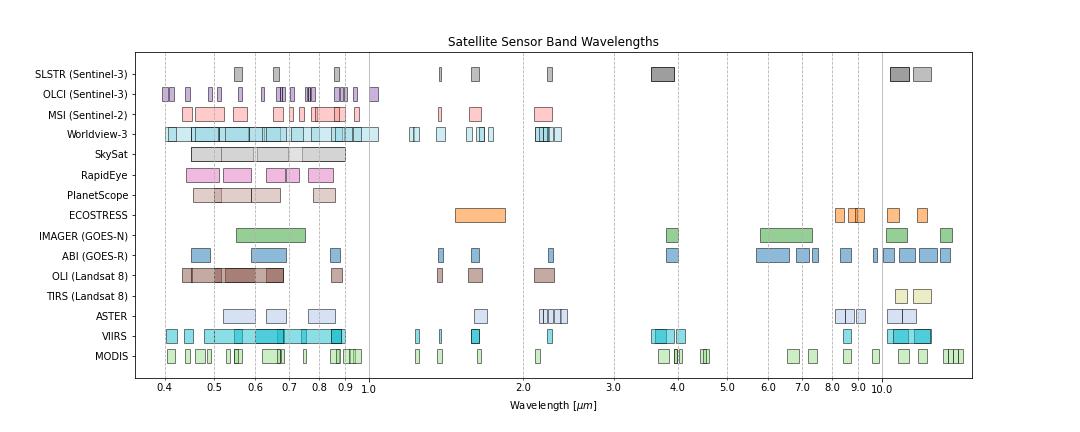 Satellite Sensor Band Wavelengths
SLSTR (Sentinel-3)
OLCI (Sentinel-3)
MSI (Sentinel-2)
Worldview-3
SkySat
RapidEye
PlanetScope
ECOSTRESS
IMAGER (GOES-N)
ABI (GOES-R)
OLI (Landsat 8)
TIRS (Landsat 8)
ASTER
VIIRS
MODIS
0.4 0.5 0.6 0.7 0.8 0.9 1.0 2.0 3.0 4.0 5.0 6.0 7.0 8.0 9.0 10.0
Wavelength [μm]